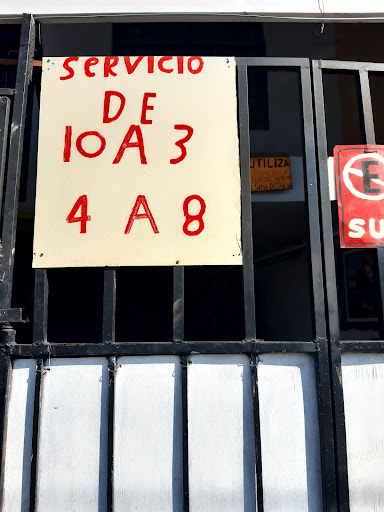 servicio
DE
10 A 3
4 A 8
UTILIZA
E
SU